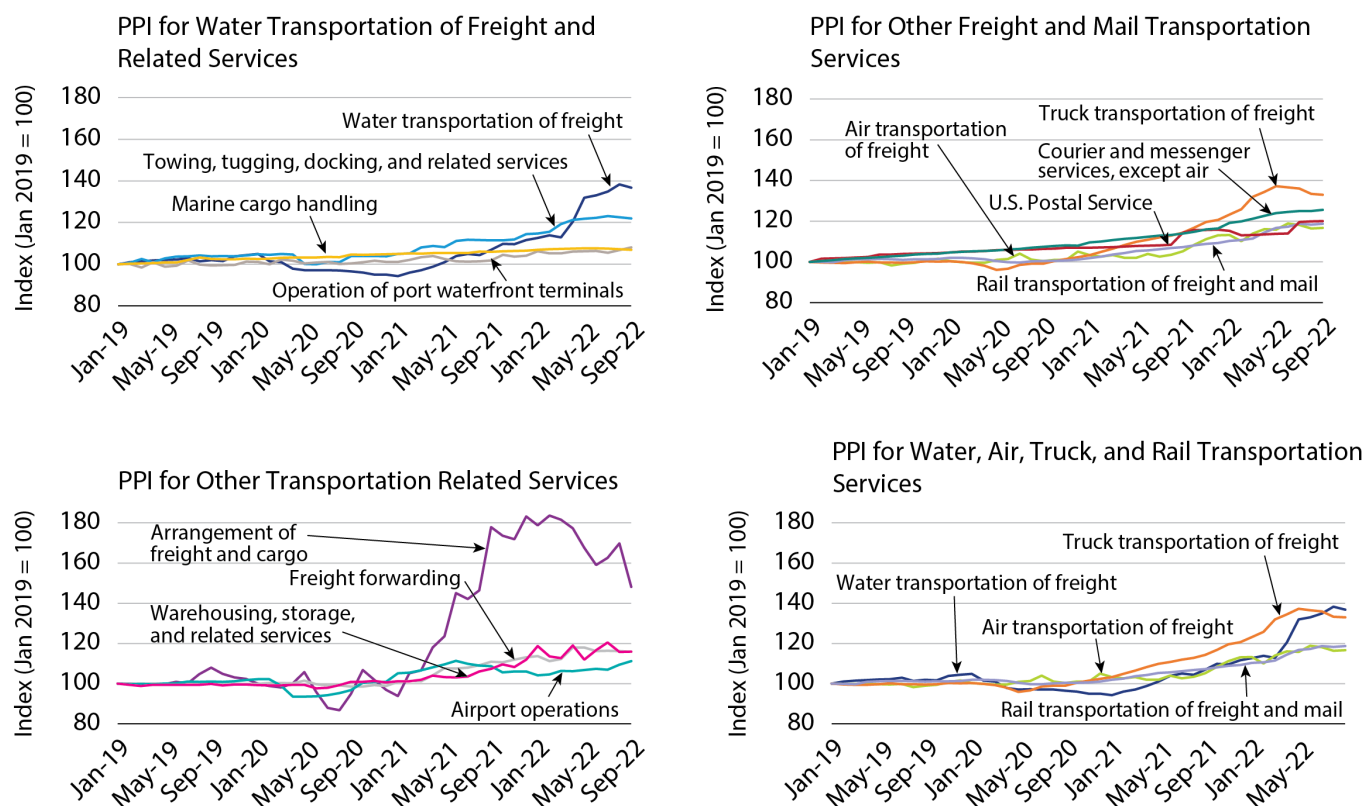 PPI for Water Transportation of Freight and
Related Services
Index (Jan 2019 = 100)
180
160
140
120
100
80
Water transportation of freight
Towing, tugging, docking, and related services
Marine cargo handling
Operation of port waterfront terminals
Jan-19
May-19
Sep-19
Jan-20
May-20
Sep-20
Jan-21
May-21
Sep-21
Jan-22
May-22
Sep-22
PPI for Other Freight and Mail Transportation
Services
Index (Jan 2019 = 100)
180
160
140
120
100
80
Truck transportation of freight
Air transportation
of freight
Courier and messenger
services, except air
U.S. Postal Service
Rail transportation of freight and mail
Jan-19
May-19
Sep-19
Jan-20
May-20
Sep-20
Jan-21
May-21
Sep-21
Jan-22
May-22
Sep-22
PPI for Other Transportation Related Services
Index (Jan 2019 = 100)
180
160
140
120
100
80
Arrangement of
freight and cargo
Freight forwarding
Warehousing, storage,
and related services
Airport operations
Jan-19
May-19
Sep-19
Jan-20
May-20
Sep-20
Jan-21
May-21
Sep-21
Jan-22
May-22
Sep-22
PPI for Water, Air, Truck, and Rail Transportation
Services
Index (Jan 2019 = 100)
180
160
140
120
100
80
Truck transportation of freight
Water transportation of freight
Air transportation of freight
Rail transportation of freight and mail
Jan-19
May-19
Sep-19
Jan-20
May-20
Sep-20
Jan-21
May-21
Sep-21
Jan-22
May-22